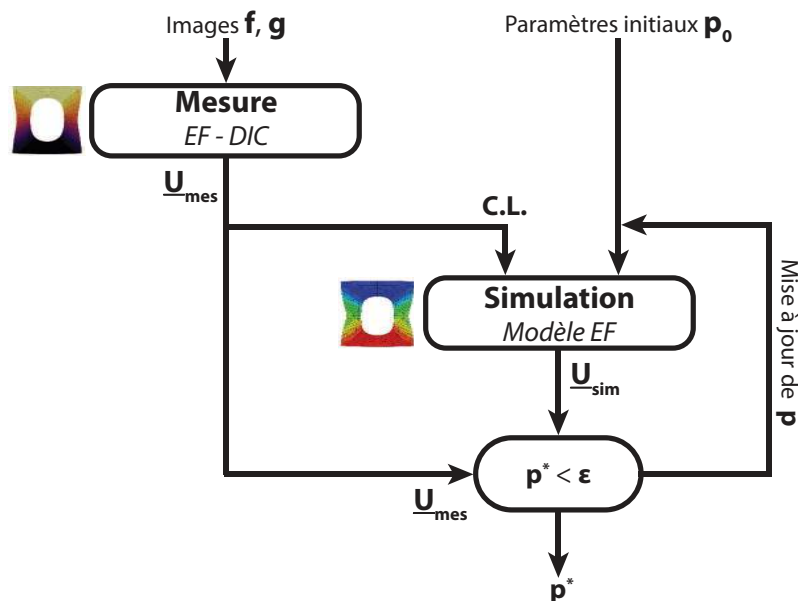 Images f, g
Paramètres initiaux p0
Mesure
EF - DIC
Umes
C.L.
Simulation
Modèle EF
Usim
Mise à jour de p
p* < ε
Umes
p*